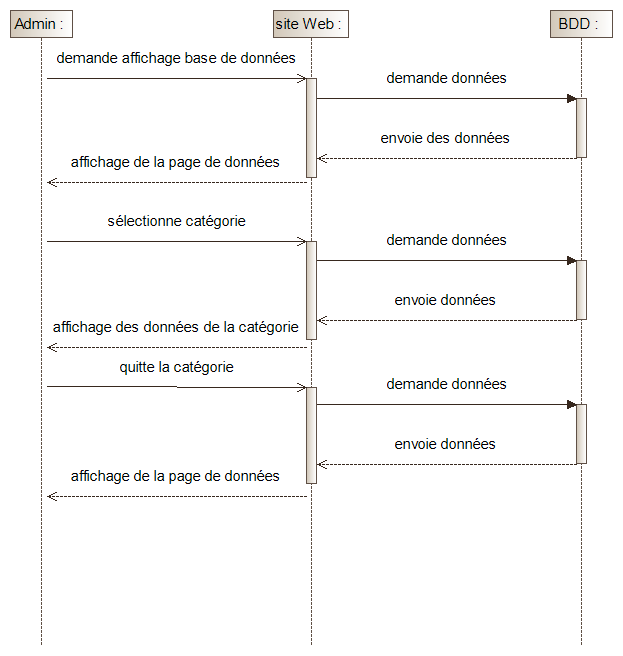 Admin :
site Web :
BDD :
demande affichage base de données
demande données
envoie des données
affichage de la page de données
sélectionne catégorie
demande données
envoie données
affichage des données de la catégorie
quitte la catégorie
demande données
envoie données
affichage de la page de données